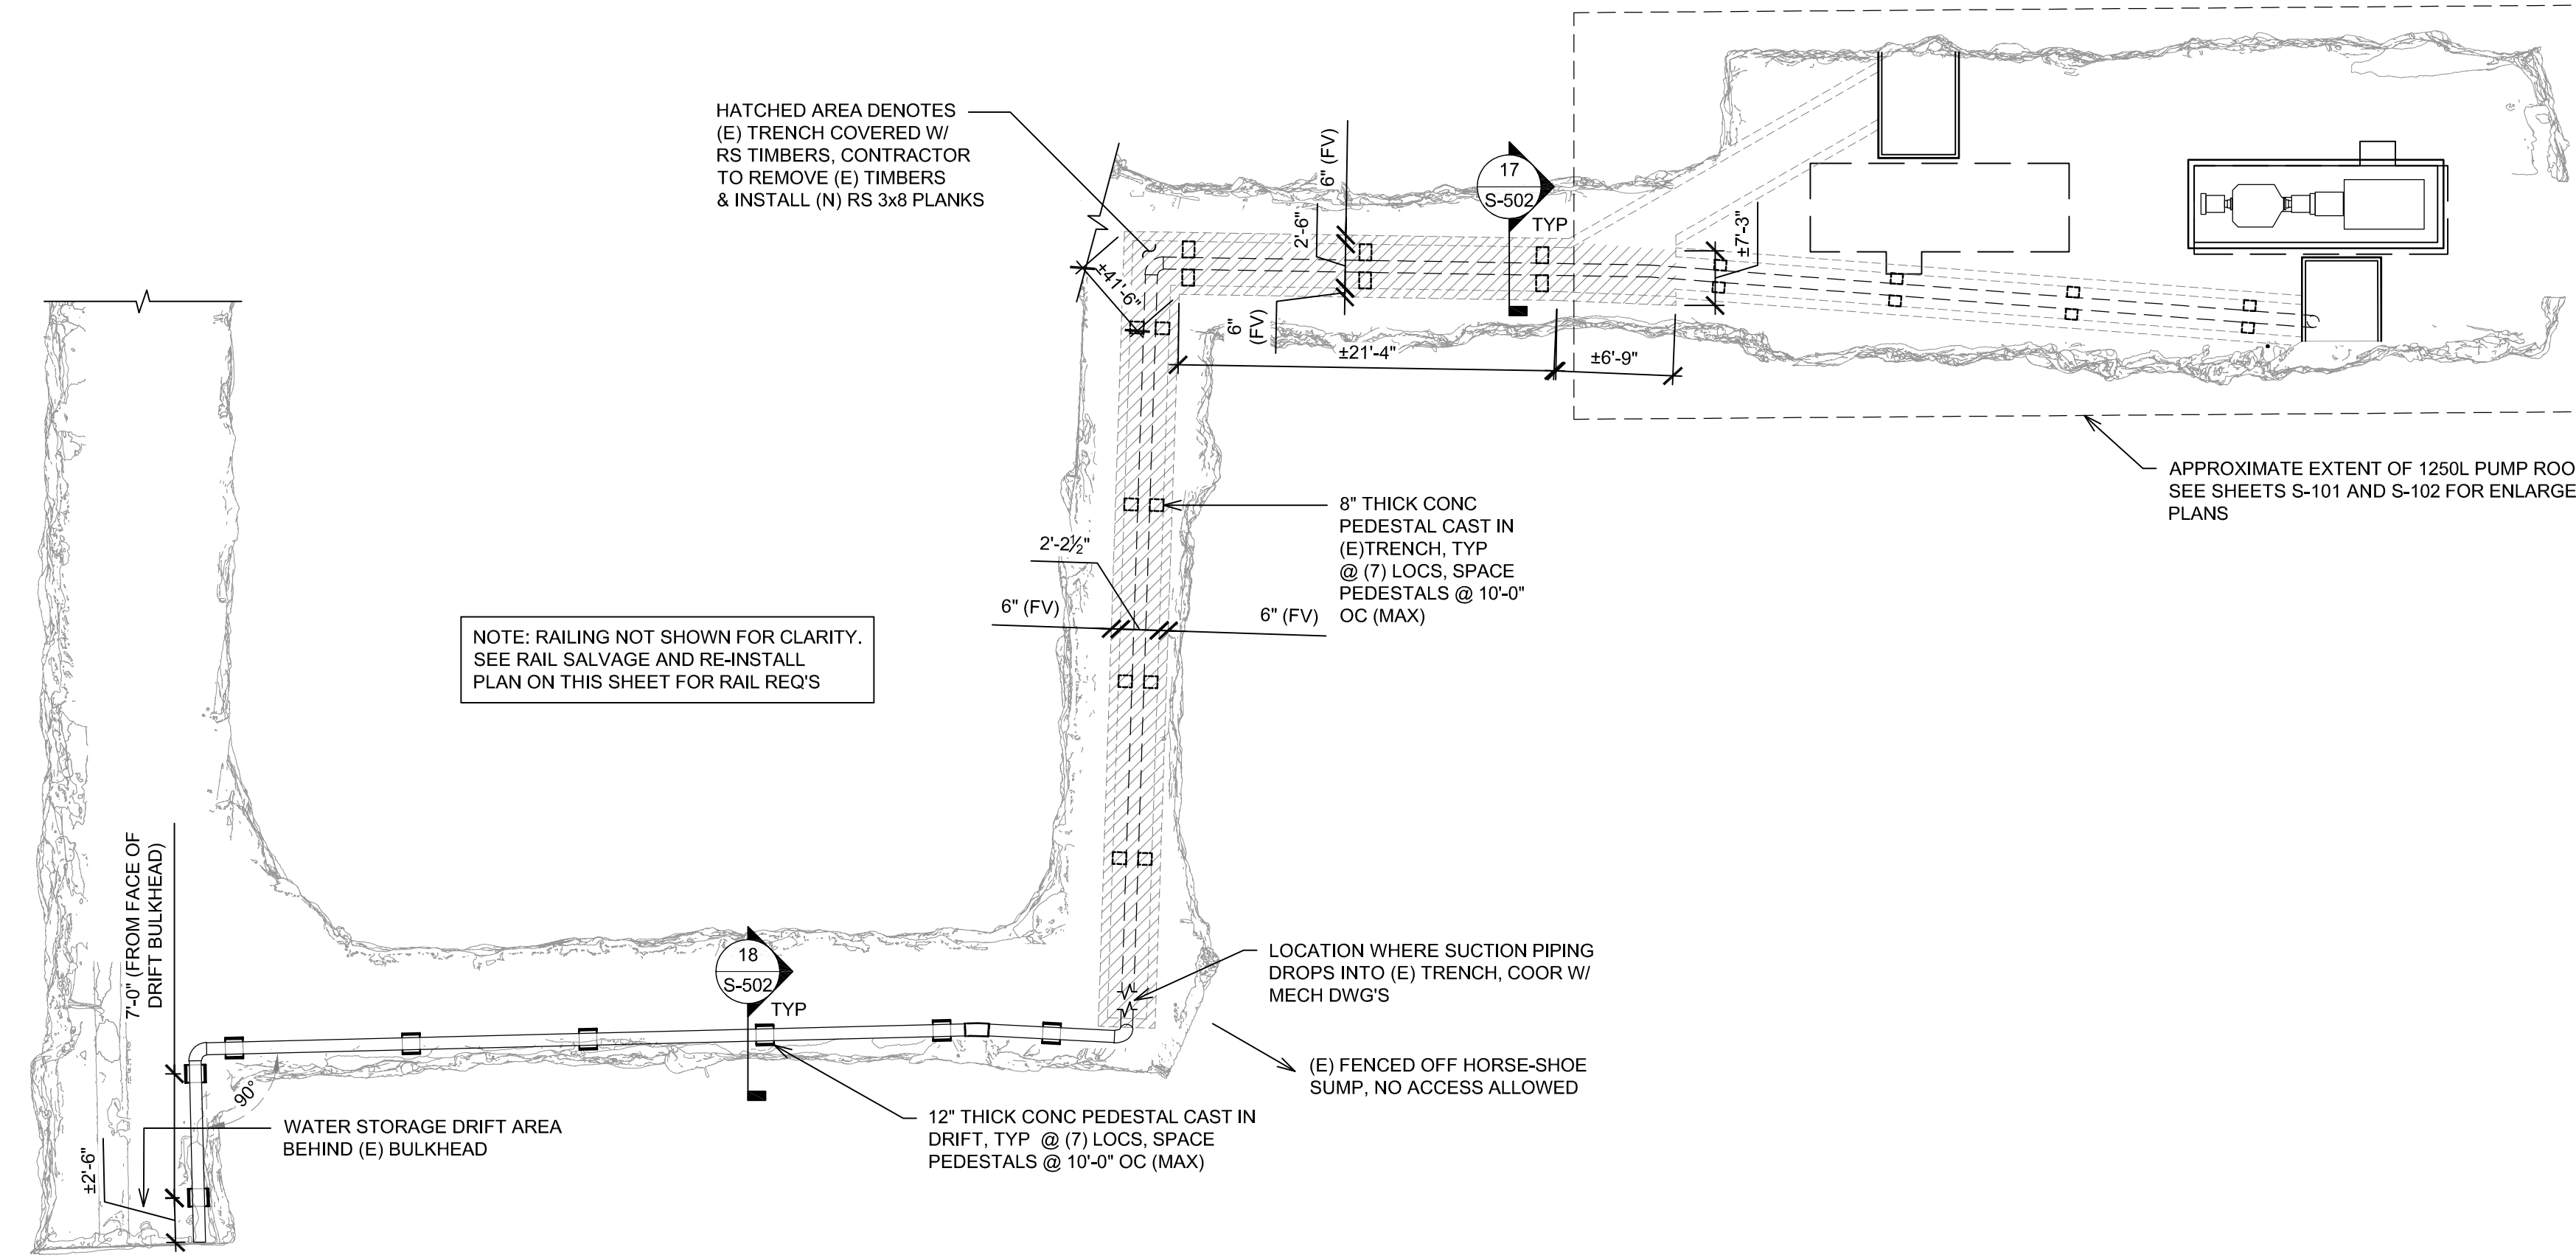 HATCHED AREA DENOTES
(E) TRENCH COVERED W/
RS TIMBERS, CONTRACTOR
TO REMOVE (E) TIMBERS
& INSTALL (N) RS 3x8 PLANKS
6" (FV)
2'-6"
17
S-502
TYP
±7'-3"
±41'-6"
6"
(FV)
±21'-4"
±6'-9"
APPROXIMATE EXTENT OF 1250L PUMP ROO
SEE SHEETS S-101 AND S-102 FOR ENLARGE
PLANS
8" THICK CONC
PEDESTAL CAST IN
(E)TRENCH, TYP
@ (7) LOCS, SPACE
PEDESTALS @ 10'-0"
OC (MAX)
2'-2½"
6" (FV)
6" (FV)
NOTE: RAILING NOT SHOWN FOR CLARITY.
SEE RAIL SALVAGE AND RE-INSTALL
PLAN ON THIS SHEET FOR RAIL REQ'S
7'-0" (FROM FACE OF
DRIFT BULKHEAD)
18
S-502
TYP
LOCATION WHERE SUCTION PIPING
DROPS INTO (E) TRENCH, COOR W/
MECH DWG'S
(E) FENCED OFF HORSE-SHOE
SUMP, NO ACCESS ALLOWED
90°
WATER STORAGE DRIFT AREA
BEHIND (E) BULKHEAD
±2'-6"
12" THICK CONC PEDESTAL CAST IN
DRIFT, TYP @ (7) LOCS, SPACE
PEDESTALS @ 10'-0" OC (MAX)